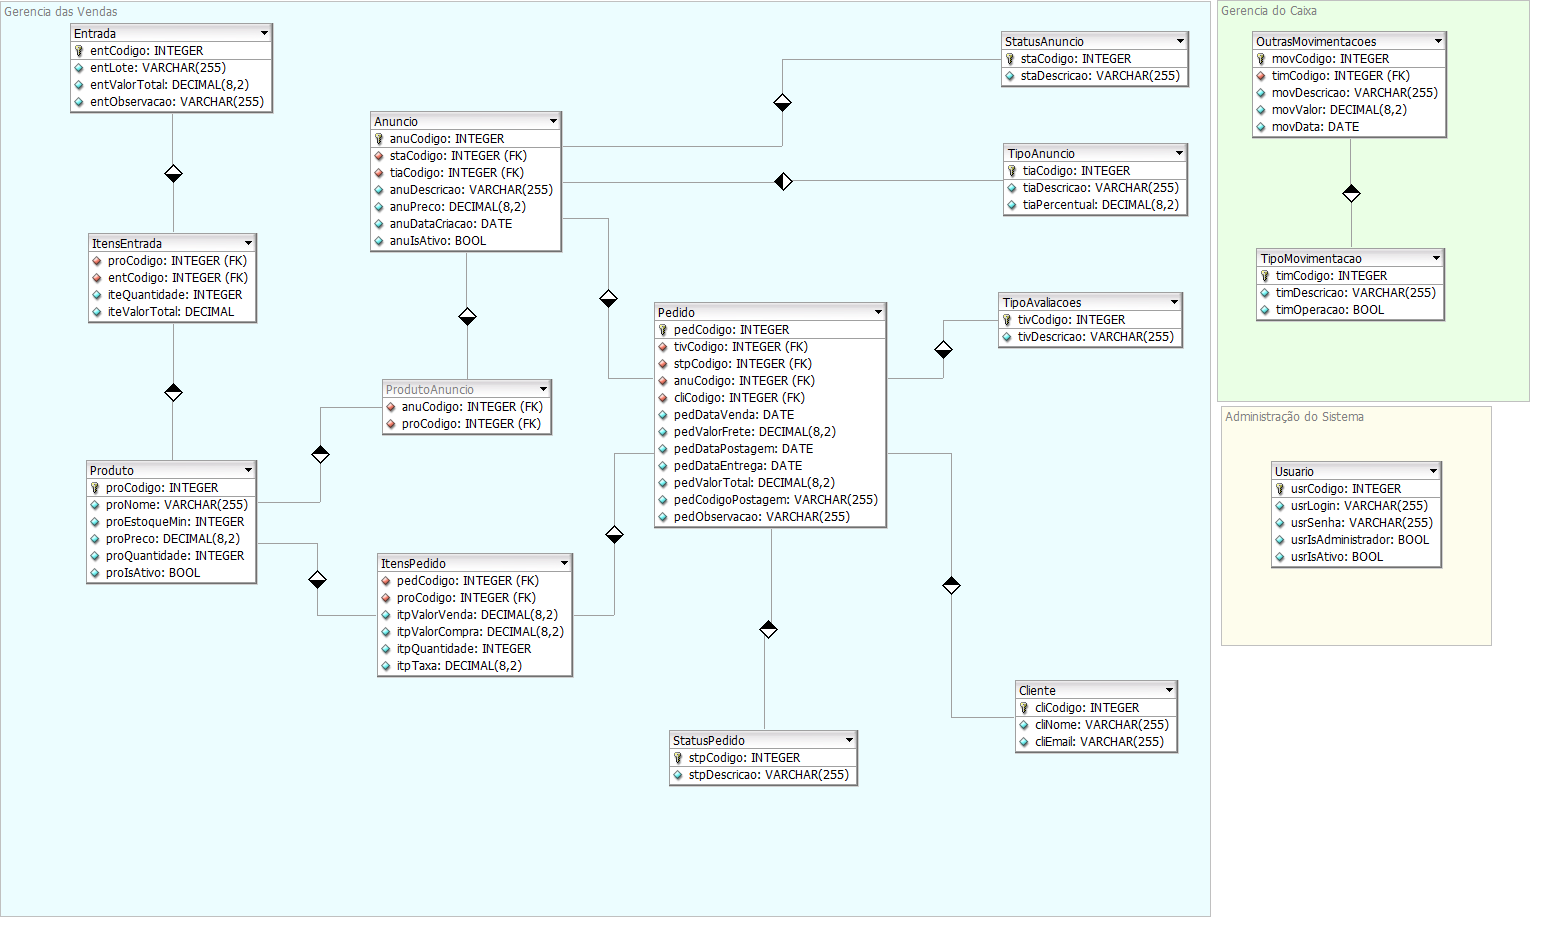 Gerencia das Vendas
Entrada
entCodigo: INTEGER
entLote: VARCHAR(255)
entValorTotal: DECIMAL(8,2)
entObservacao: VARCHAR(255)
ItensEntrada
proCodigo: INTEGER (FK)
entCodigo: INTEGER (FK)
iteQuantidade: INTEGER
iteValorTotal: DECIMAL
Produto
proCodigo: INTEGER
proNome: VARCHAR(255)
proEstoqueMin: INTEGER
proPreco: DECIMAL(8,2)
proQuantidade: INTEGER
proIsAtivo: BOOL
Anuncio
anuCodigo: INTEGER
staCodigo: INTEGER (FK)
tiaCodigo: INTEGER (FK)
anuDescricao: VARCHAR(255)
anuPreco: DECIMAL(8,2)
anuDataCriacao: DATE
anuIsAtivo: BOOL
ProdutoAnuncio
anuCodigo: INTEGER (FK)
proCodigo: INTEGER (FK)
ItensPedido
pedCodigo: INTEGER (FK)
proCodigo: INTEGER (FK)
itpValorVenda: DECIMAL(8,2)
itpValorCompra: DECIMAL(8,2)
itpQuantidade: INTEGER
itpTaxa: DECIMAL(8,2)
Pedido
pedCodigo: INTEGER
tivCodigo: INTEGER (FK)
stpCodigo: INTEGER (FK)
anuCodigo: INTEGER (FK)
cliCodigo: INTEGER (FK)
pedDataVenda: DATE
pedValorFrete: DECIMAL(8,2)
pedDataPostagem: DATE
pedDataEntrega: DATE
pedValorTotal: DECIMAL(8,2)
pedCodigoPostagem: VARCHAR(255)
pedObservacao: VARCHAR(255)
StatusPedido
stpCodigo: INTEGER
stpDescricao: VARCHAR(255)
StatusAnuncio
staCodigo: INTEGER
staDescricao: VARCHAR(255)
TipoAnuncio
tiaCodigo: INTEGER
tiaDescricao: VARCHAR(255)
tiaPercentual: DECIMAL(8,2)
TipoAvaliacoes
tivCodigo: INTEGER
tivDescricao: VARCHAR(255)
Cliente
cliCodigo: INTEGER
cliNome: VARCHAR(255)
cliEmail: VARCHAR(255)
Gerencia do Caixa
OutrasMovimentacoes
movCodigo: INTEGER
timCodigo: INTEGER (FK)
movDescricao: VARCHAR(255)
movValor: DECIMAL(8,2)
movData: DATE
TipoMovimentacao
timCodigo: INTEGER
timDescricao: VARCHAR(255)
timOperacao: BOOL
Administração do Sistema
Usuario
usrCodigo: INTEGER
usrLogin: VARCHAR(255)
usrSenha: VARCHAR(255)
usrIsAdministrador: BOOL
usrIsAtivo: BOOL